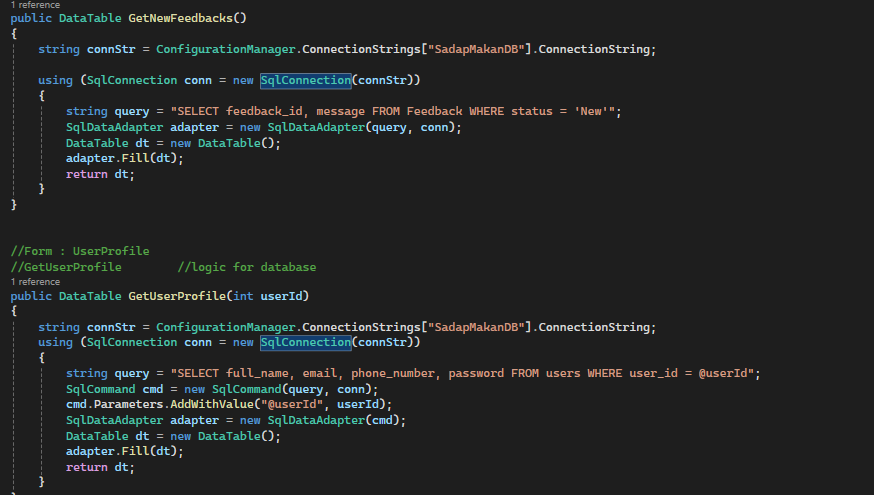 1 reference
public DataTable GetNewFeedbacks()
{
string connStr = ConfigurationManager.ConnectionStrings["SadapMakanDB"].ConnectionString;
using (SqlConnection conn = new SqlConnection(connStr))
{
string query = "SELECT feedback_id, message FROM Feedback WHERE status = 'New'";
SqlDataAdapter adapter = new SqlDataAdapter(query, conn);
DataTable dt = new DataTable();
adapter.Fill(dt);
return dt;
}
}
//Form : UserProfile
//GetUserProfile //logic for database
1 reference
public DataTable GetUserProfile(int userId)
{
string connStr = ConfigurationManager.ConnectionStrings["SadapMakanDB"].ConnectionString;
using (SqlConnection conn = new SqlConnection(connStr))
{
string query = "SELECT full_name, email, phone_number, password FROM users WHERE user_id = @userId";
SqlCommand cmd = new SqlCommand(query, conn);
cmd.Parameters.AddWithValue("@userId", userId);
SqlDataAdapter adapter = new SqlDataAdapter(cmd);
DataTable dt = new DataTable();
adapter.Fill(dt);
return dt;
}